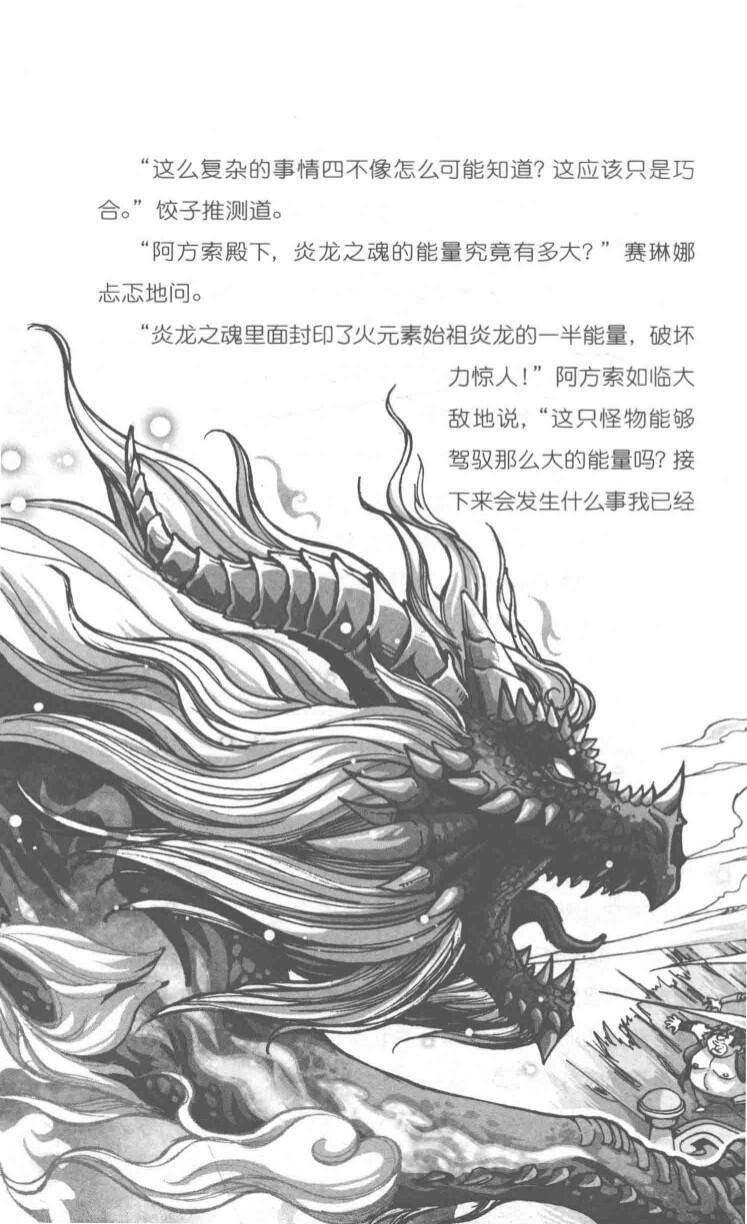 “这么复杂的事情四不像怎么可能知道？这应该只是巧
合。”饺子推测道。
“阿方索殿下，炎龙之魂的能量究竟有多大？”赛琳娜
忐忑地问。
“炎龙之魂里面封印了火元素始祖炎龙的一半能量，破坏
力惊人！”阿方索如临大
敌地说，“这只怪物能够
驾驭那么大的能量吗？接
下来会发生什么事我已经